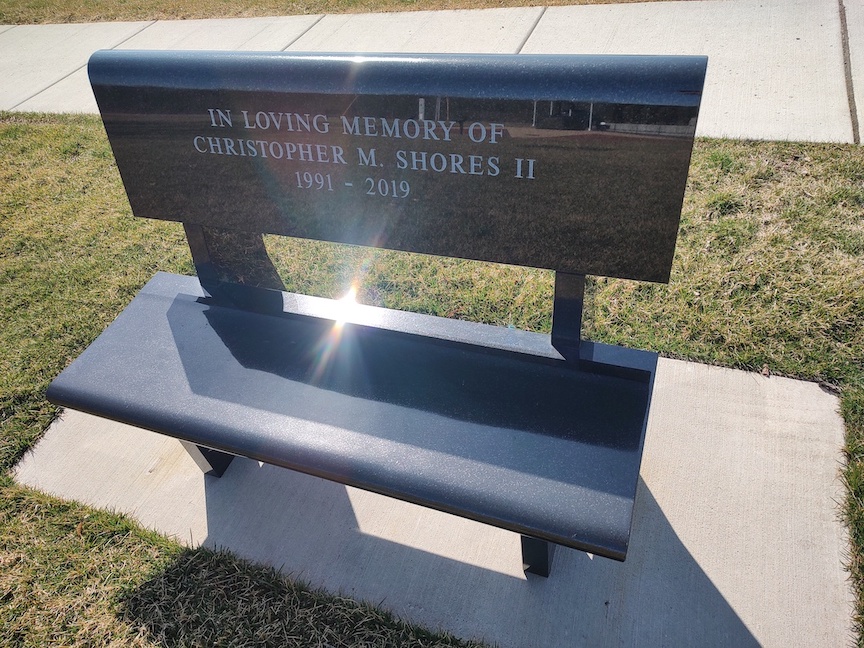 IN LOVING MEMORY OF
CHRISTOPHER M. SHORES II
1991 - 2019